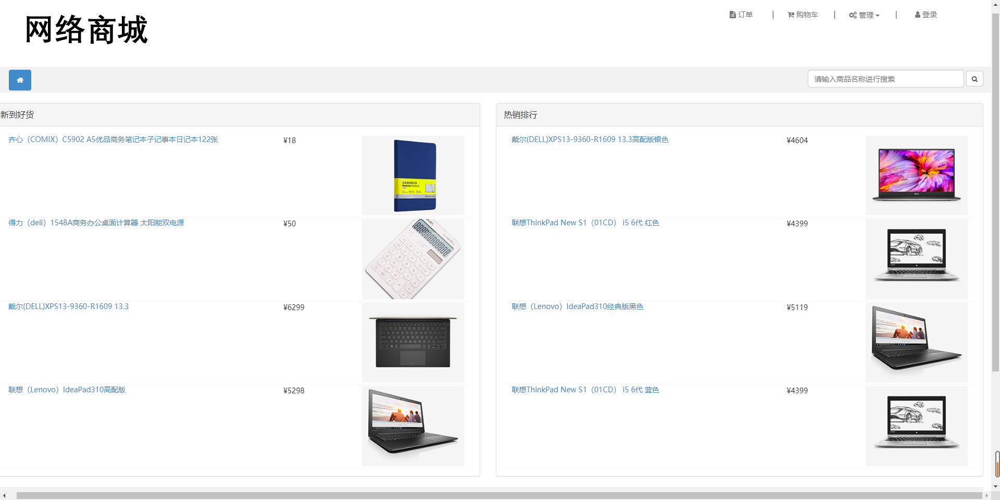 网络商城
订单 | 购物车 | 管理 | 登录
请输入商品名称进行搜索
新到好货
齐心（COMIX）C5902 A5优品商务笔记本子记事本日记本122张 ¥18
优品商务笔记本
Business Notebook
得力（deli）1548A商务办公桌面计算器 太阳能双电源 ¥50
戴尔(DELL)XPS13-9360-R1609 13.3 ¥6299
联想（Lenovo）IdeaPad310高配版 ¥5298
热销排行
戴尔(DELL)XPS13-9360-R1609 13.3高配版银色 ¥4604
联想ThinkPad New S1（01CD） i5 6代 红色 ¥4399
联想（Lenovo）IdeaPad310经典版黑色 ¥5119
联想ThinkPad New S1（01CD） i5 6代 蓝色 ¥4399